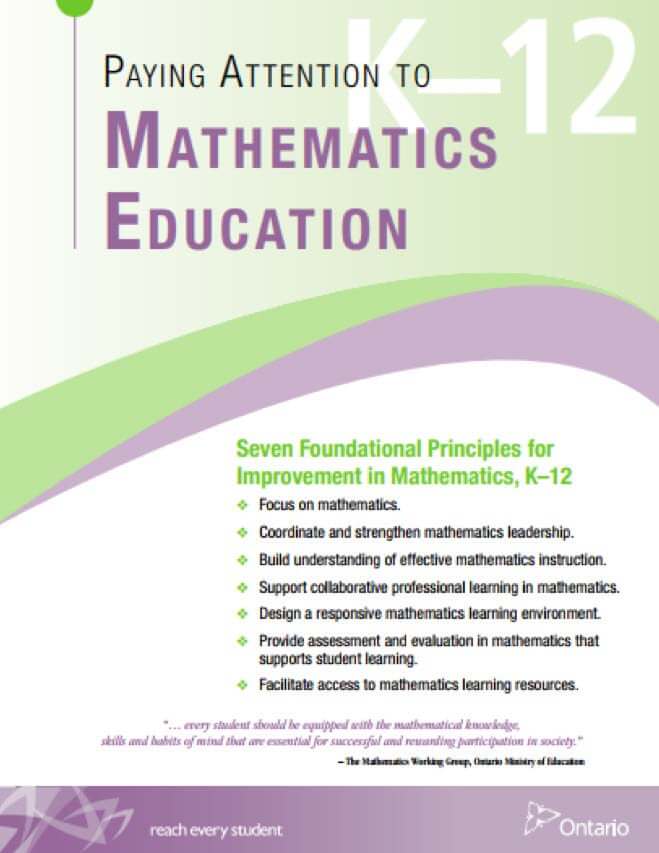 K–12
PAYING ATTENTION TO
MATHEMATICS
EDUCATION
Seven Foundational Principles for
Improvement in Mathematics, K–12
❖ Focus on mathematics.
❖ Coordinate and strengthen mathematics leadership.
❖ Build understanding of effective mathematics instruction.
❖ Support collaborative professional learning in mathematics.
❖ Design a responsive mathematics learning environment.
❖ Provide assessment and evaluation in mathematics that
supports student learning.
❖ Facilitate access to mathematics learning resources.
“… every student should be equipped with the mathematical knowledge,
skills and habits of mind that are essential for successful and rewarding participation in society.”
– The Mathematics Working Group, Ontario Ministry of Education
reach every student
Ontario